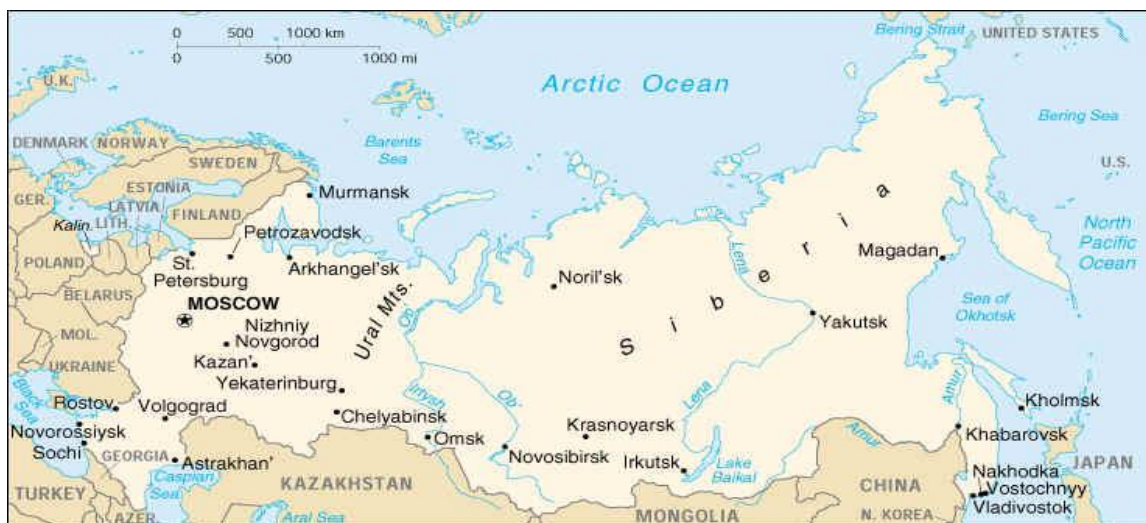 0 500 1000 km
0 500 1000 mi
Bering Strait
UNITED STATES
U.K.
Arctic Ocean
Bering Sea
DENMARK
NORWAY
Barents
Sea
SWEDEN
U.S.
ESTONIA
GER.
LATVIA
Murmansk
FINLAND
Kalin.
LITH.
Petrozavodsk
North
Pacific
Ocean
POLAND
St.
Petersburg
Arkhangel'sk
Noril'sk
Lena
Siberia
Magadan
BELARUS
MOSCOW
Ural Mts.
Ob'
Sea of
Okhotsk
MOL.
Nizhniy
Novgorod
Yakutsk
UKRAINE
Kazan'
Yekaterinburg
Irtysh
Ob'
Lena
Amur
Black
Sea
Rostov
Volgograd
Chelyabinsk
Kholmsk
Novorossiysk
Omsk
Krasnoyarsk
Amur
Khabarovsk
Sochi
GEORGIA
Astrakhan'
Novosibirsk
Irkutsk
Lake
Baikal
Nakhodka
JAPAN
TURKEY
Caspian
Sea
KAZAKHSTAN
CHINA
Vostochnyy
AZER.
Aral Sea
MONGOLIA
N. KOREA
Vladivostok